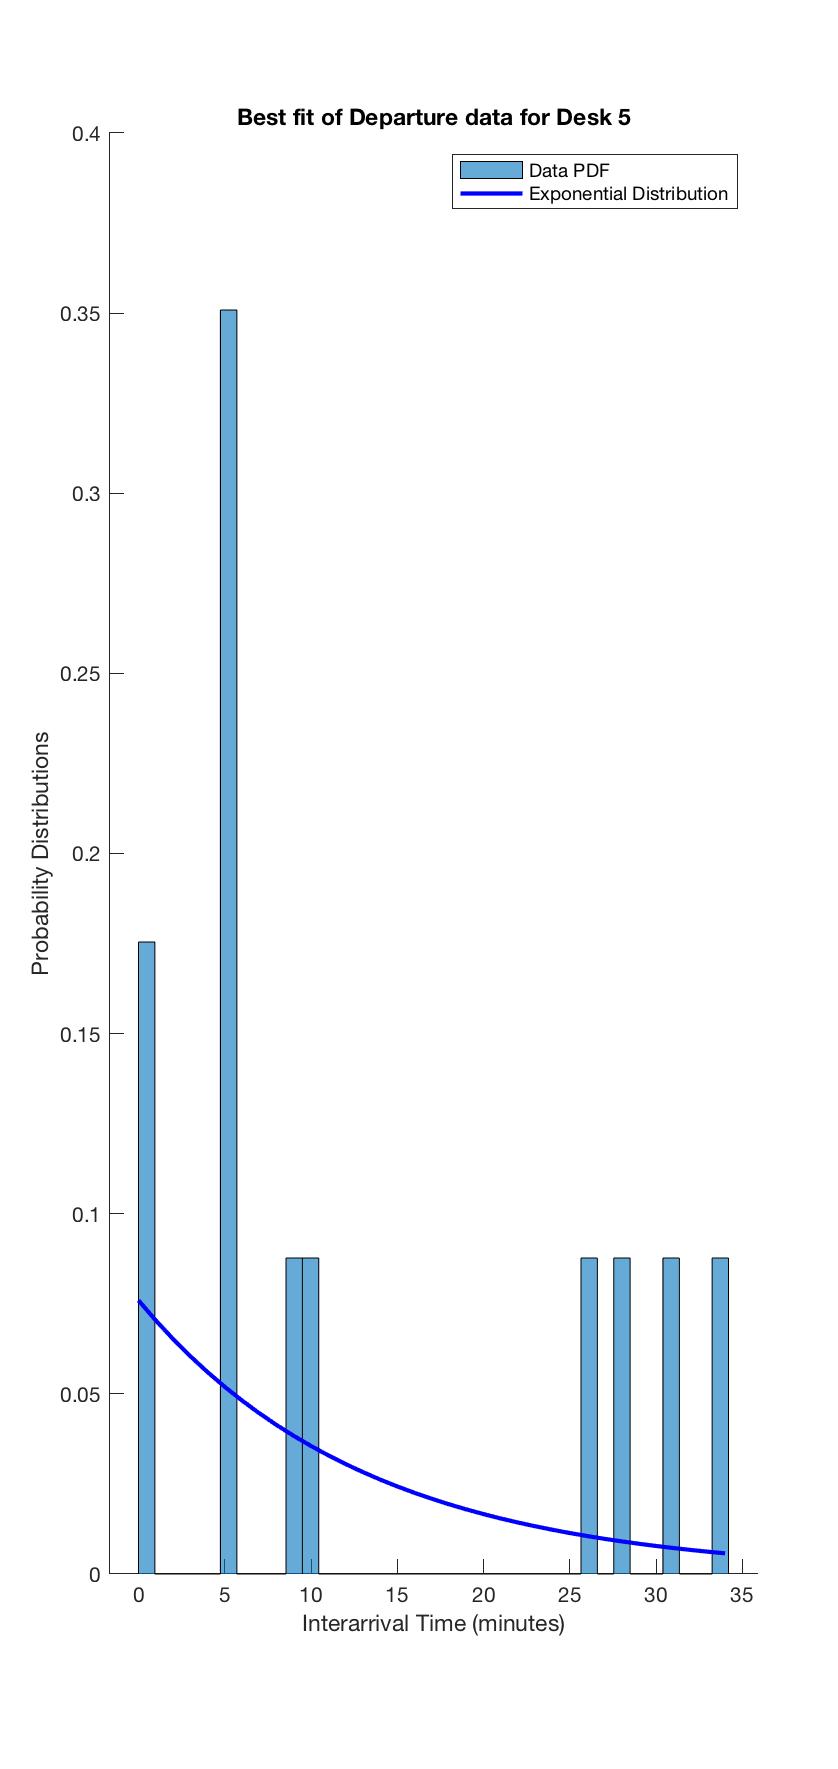 Best fit of Departure data for Desk 5
0.4
Data PDF
Exponential Distribution
0.35
0.3
0.25
0.2
Probability Distributions
0.15
0.1
0.05
0
0 5 10 15 20 25 30 35
Interarrival Time (minutes)